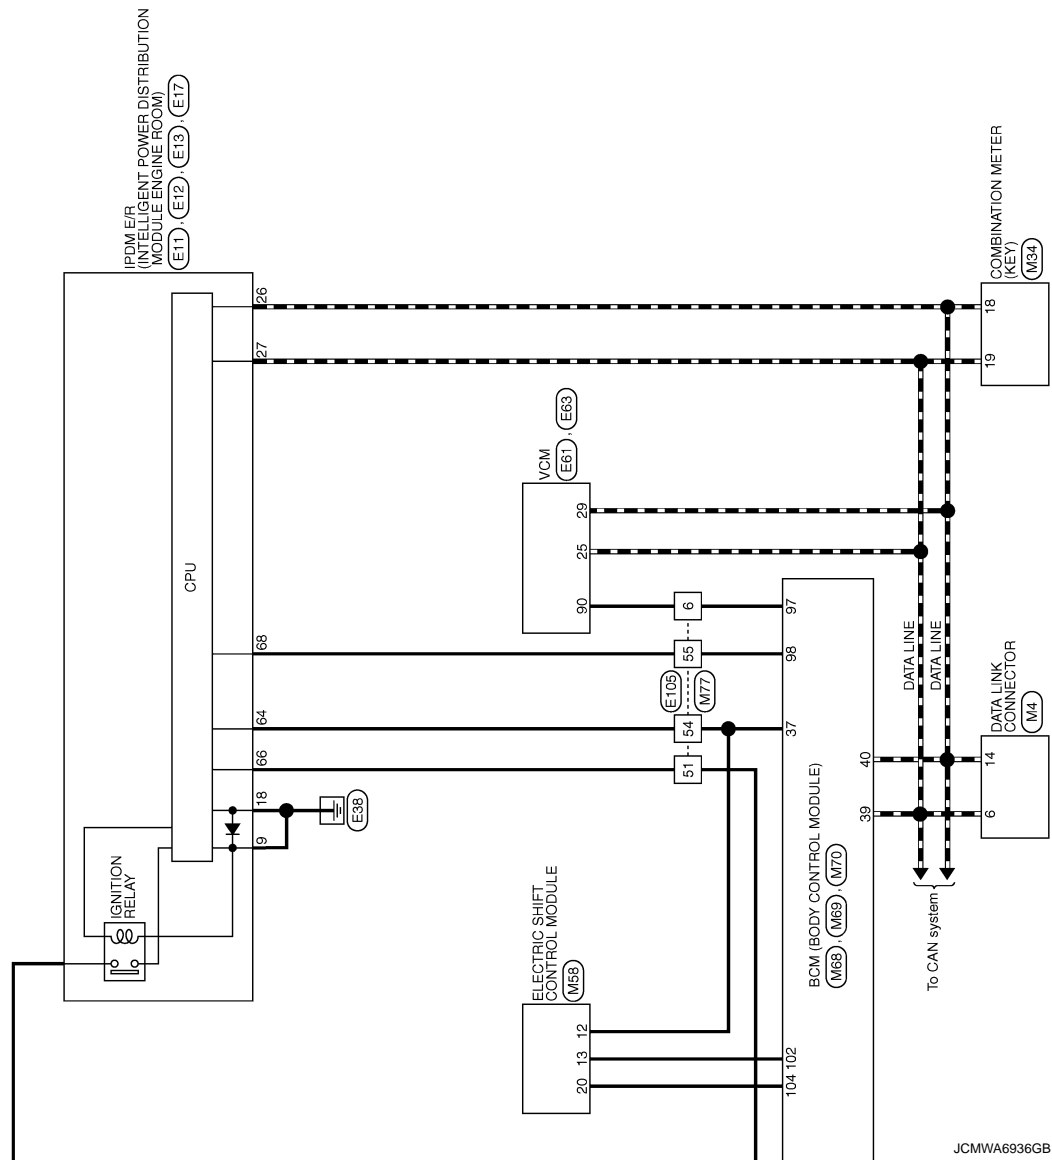 IPDM E/R
(INTELLIGENT POWER DISTRIBUTION
MODULE ENGINE ROOM)
E11 , E12 , E13 , E17
CPU
IGNITION
RELAY
26
27
68
64
66
18
9
E38
VCM
E61 , E63
29
25
90
6
55
E105
M77
54
51
ELECTRIC SHIFT
CONTROL MODULE
M58
12
13
20
97
98
37
102
104
40
39
BCM (BODY CONTROL MODULE)
M68 , M69 , M70
DATA LINE
DATA LINE
To CAN system
COMBINATION METER
(KEY)
M34
18
19
DATA LINK
CONNECTOR
M4
14
6
JCMWA6936GB